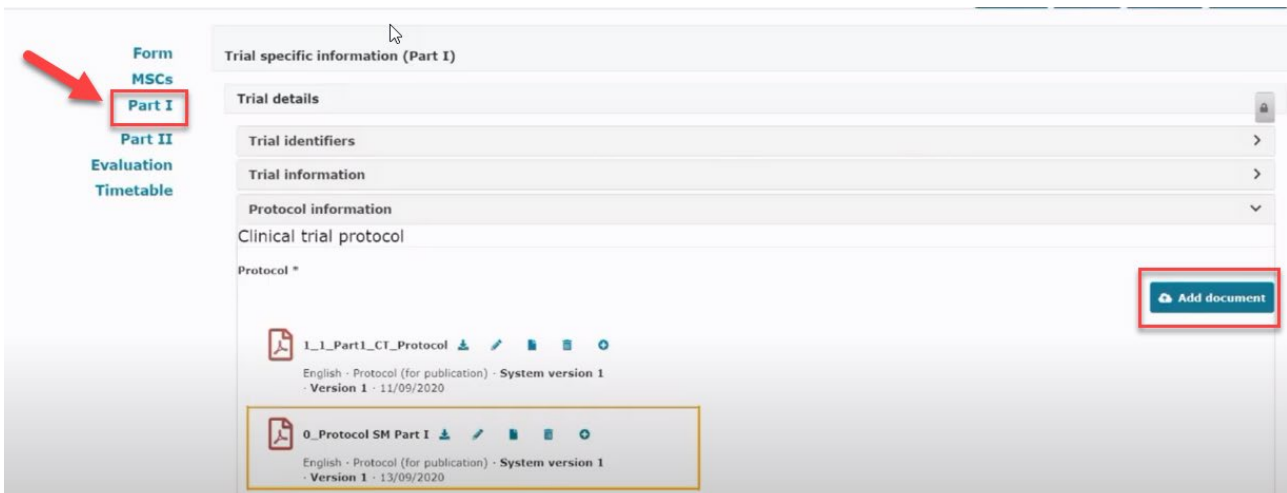 Form
MSCs
Part I
Part II
Evaluation
Timetable
Trial specific information (Part I)
Trial details
Trial identifiers
Trial information
Protocol information
Clinical trial protocol
Protocol *
Add document
1_1_Part1_CT_Protocol
English · Protocol (for publication) · System version 1
· Version 1 · 11/09/2020
0_Protocol SM Part I
English · Protocol (for publication) · System version 1
· Version 1 · 13/09/2020